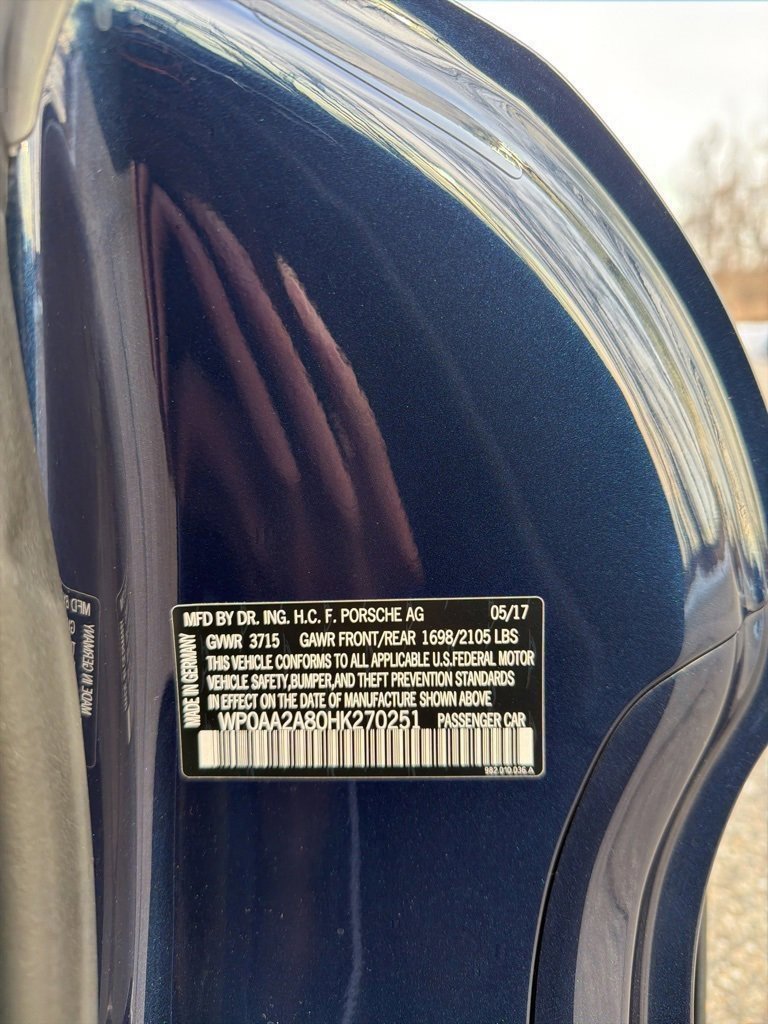 MFD BY DR. ING. H.C. F. PORSCHE AG 05/17
GVWR 3715 GAWR FRONT/REAR 1698/2105 LBS
THIS VEHICLE CONFORMS TO ALL APPLICABLE U.S.FEDERAL MOTOR
VEHICLE SAFETY,BUMPER,AND THEFT PREVENTION STANDARDS
IN EFFECT ON THE DATE OF MANUFACTURE SHOWN ABOVE
WP0AA2A80HK270251 PASSENGER CAR
982.010.036.A
MADE IN GERMANY